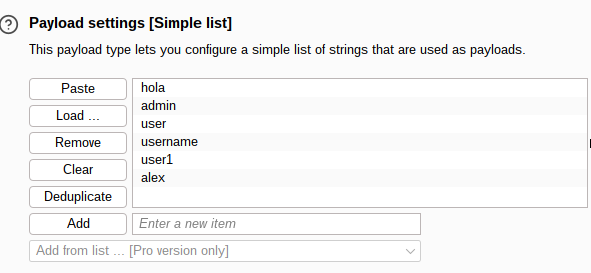 Payload settings [Simple list]
This payload type lets you configure a simple list of strings that are used as payloads.
Paste
Load ...
Remove
Clear
Deduplicate
hola
admin
user
username
user1
alex
Add
Enter a new item
Add from list ... [Pro version only]